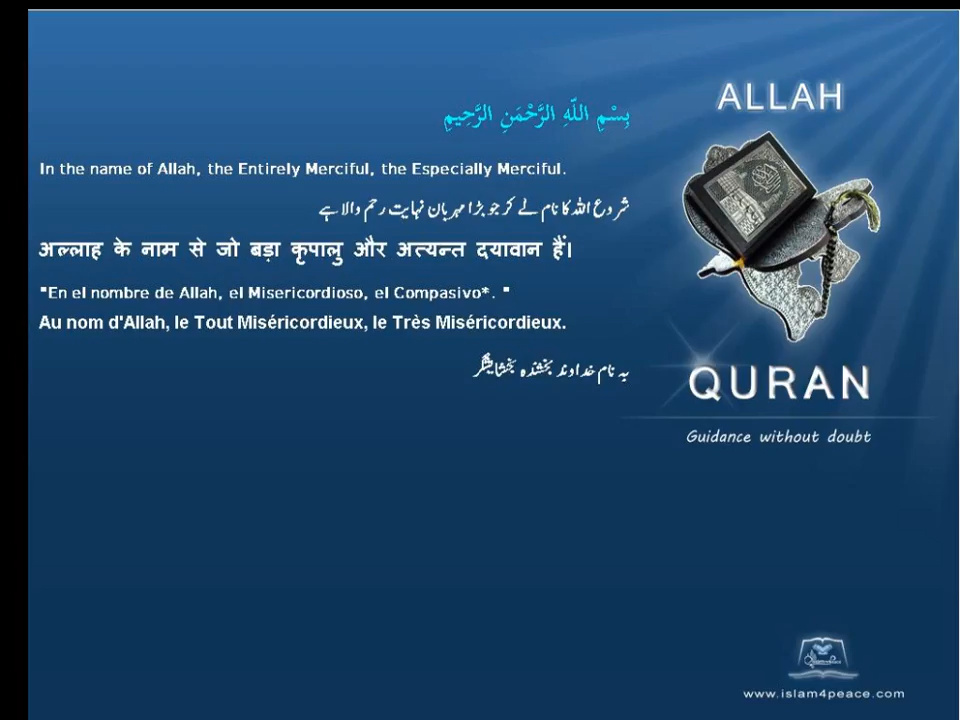 بِسْمِ اللَّهِ الرَّحْمَنِ الرَّحِيمِ
In the name of Allah, the Entirely Merciful, the Especially Merciful.
شروع الله کا نام لے کر جو بڑا مہربان نہایت رحم والا ہے
अल्लाह के नाम से जो बड़ा कृपालु और अत्यन्त दयावान हैं।
"En el nombre de Allah, el Misericordioso, el Compasivo*. "
Au nom d'Allah, le Tout Miséricordieux, le Très Miséricordieux.
به نام خداوند بخشنده بخشایشگر
ALLAH
QURAN
Guidance without doubt
www.islam4peace.com